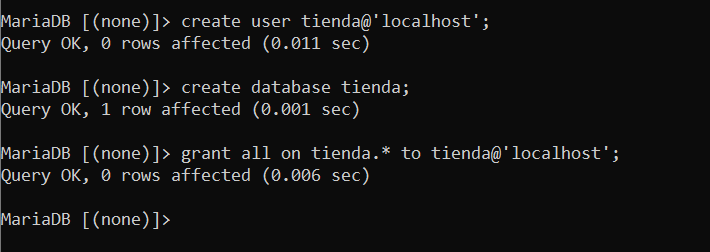 MariaDB [(none)]> create user tienda@'localhost';
Query OK, 0 rows affected (0.011 sec)
MariaDB [(none)]> create database tienda;
Query OK, 1 row affected (0.001 sec)
MariaDB [(none)]> grant all on tienda.* to tienda@'localhost';
Query OK, 0 rows affected (0.006 sec)
MariaDB [(none)]>